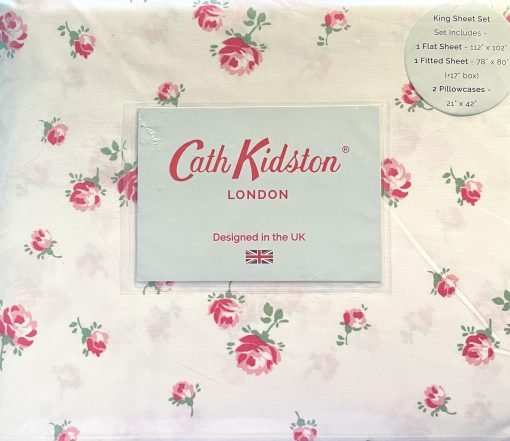 King Sheet Set
Set Includes -
1 Flat Sheet - 112" x 102"
1 Fitted Sheet - 78" x 80"
(+17" box)
2 Pillowcases -
21" x 42"
Cath Kidston®
LONDON
Designed in the UK